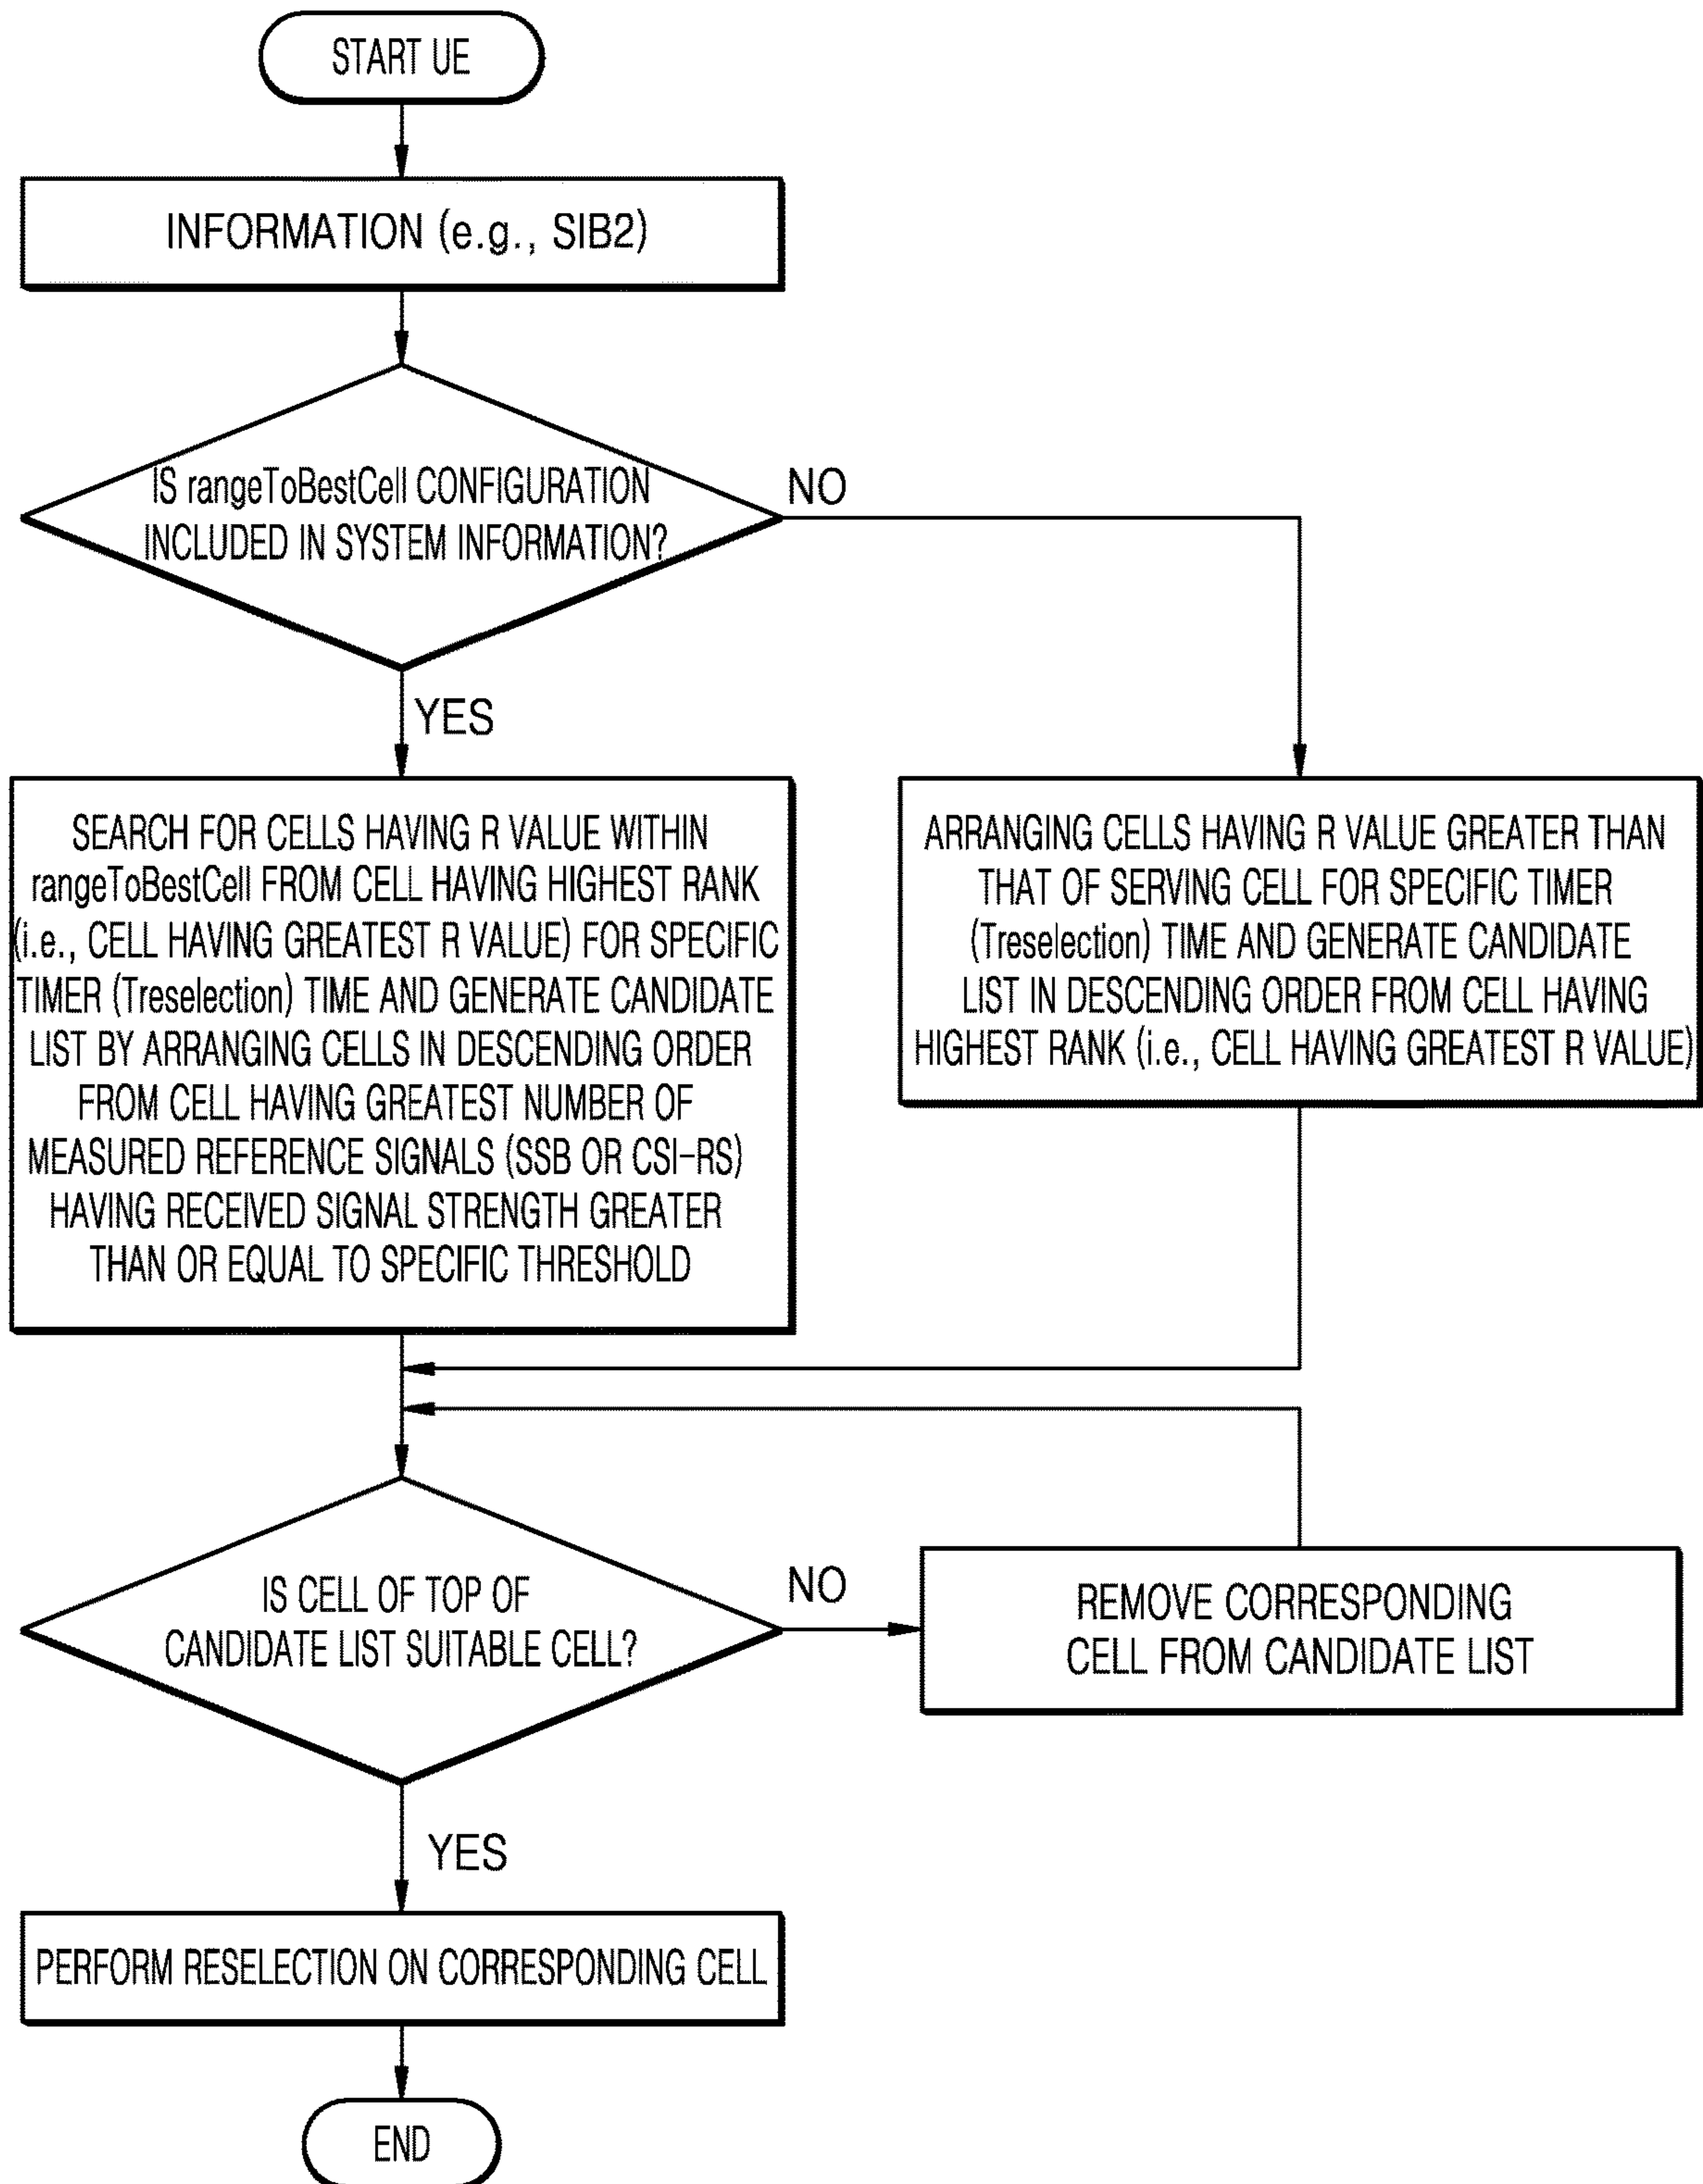 START UE
INFORMATION (e.g., SIB2)
IS rangeToBestCell CONFIGURATION
INCLUDED IN SYSTEM INFORMATION?
NO
YES
SEARCH FOR CELLS HAVING R VALUE WITHIN
rangeToBestCell FROM CELL HAVING HIGHEST RANK
(i.e., CELL HAVING GREATEST R VALUE) FOR SPECIFIC
TIMER (Treselection) TIME AND GENERATE CANDIDATE
LIST BY ARRANGING CELLS IN DESCENDING ORDER
FROM CELL HAVING GREATEST NUMBER OF
MEASURED REFERENCE SIGNALS (SSB OR CSI-RS)
HAVING RECEIVED SIGNAL STRENGTH GREATER
THAN OR EQUAL TO SPECIFIC THRESHOLD
ARRANGING CELLS HAVING R VALUE GREATER THAN
THAT OF SERVING CELL FOR SPECIFIC TIMER
(Treselection) TIME AND GENERATE CANDIDATE
LIST IN DESCENDING ORDER FROM CELL HAVING
HIGHEST RANK (i.e., CELL HAVING GREATEST R VALUE)
IS CELL OF TOP OF
CANDIDATE LIST SUITABLE CELL?
NO
REMOVE CORRESPONDING
CELL FROM CANDIDATE LIST
YES
PERFORM RESELECTION ON CORRESPONDING CELL
END